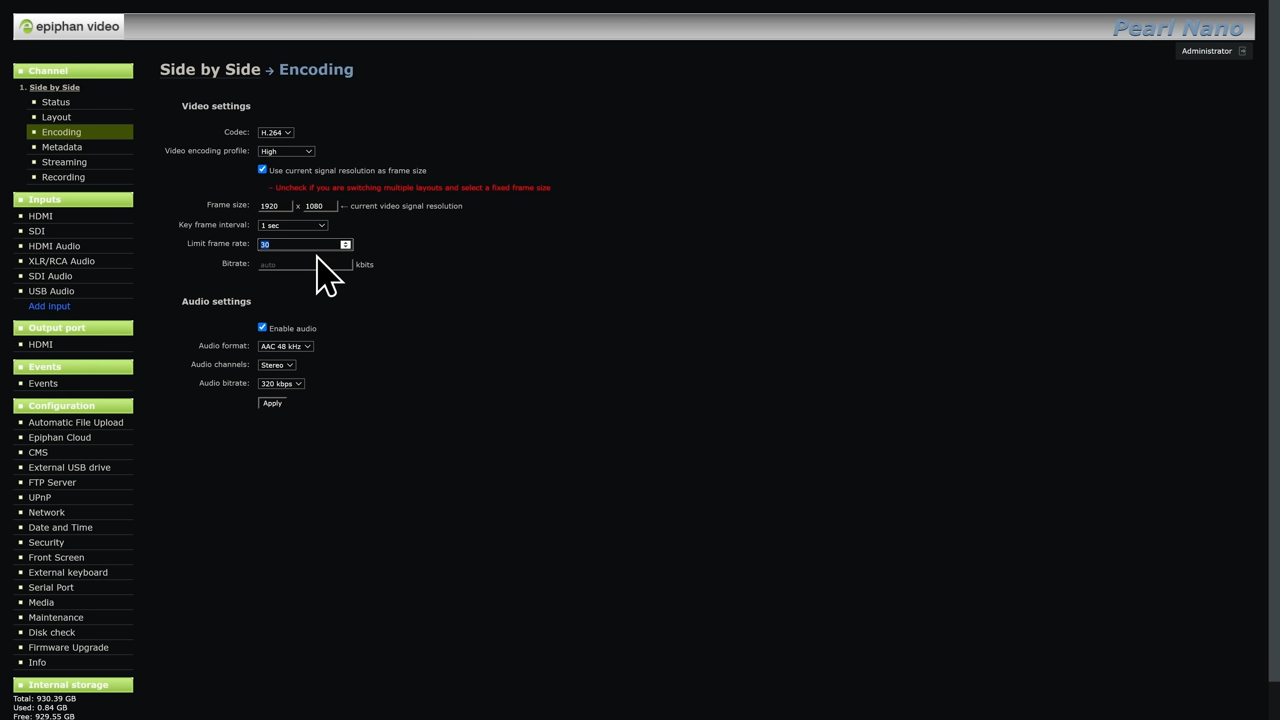 epiphan video
Pearl Nano
Administrator
Channel
1. Side by Side
Status
Layout
Encoding
Metadata
Streaming
Recording
Inputs
HDMI
SDI
HDMI Audio
XLR/RCA Audio
SDI Audio
USB Audio
Add input
Output port
HDMI
Events
Events
Configuration
Automatic File Upload
Epiphan Cloud
CMS
External USB drive
FTP Server
UPnP
Network
Date and Time
Security
Front Screen
External keyboard
Serial Port
Media
Maintenance
Disk check
Firmware Upgrade
Info
Internal storage
Total: 930.39 GB
Used: 0.84 GB
Free: 929.55 GB
Side by Side → Encoding
Video settings
Codec: H.264
Video encoding profile: High
Use current signal resolution as frame size
- Uncheck if you are switching multiple layouts and select a fixed frame size
Frame size: 1920 x 1080 ← current video signal resolution
Key frame interval: 1 sec
Limit frame rate: 30
Bitrate: auto kbits
Audio settings
Enable audio
Audio format: AAC 48 kHz
Audio channels: Stereo
Audio bitrate: 320 kbps
Apply